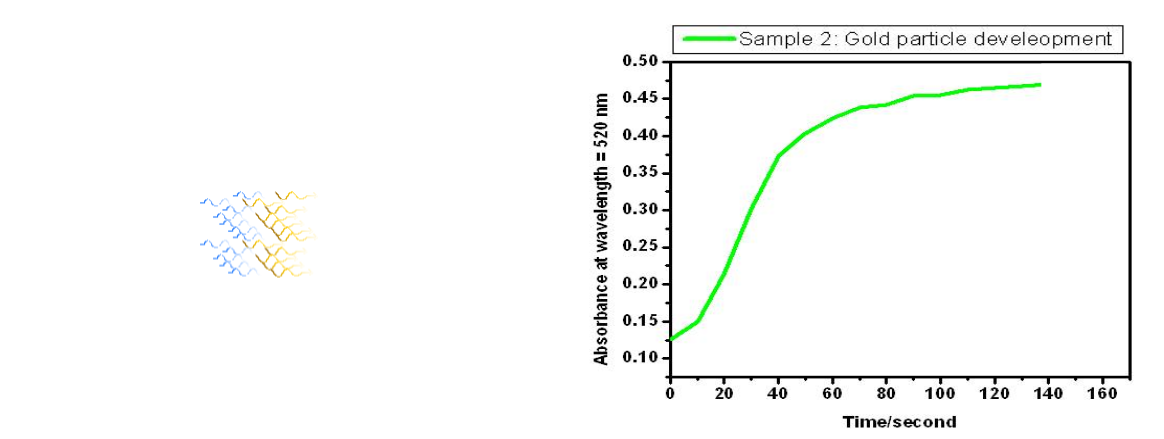 Sample 2: Gold particle develeopment
Absorbance at wavelength = 520 nm
0.50
0.45
0.40
0.35
0.30
0.25
0.20
0.15
0.10
0 20 40 60 80 100 120 140 160
Time/second